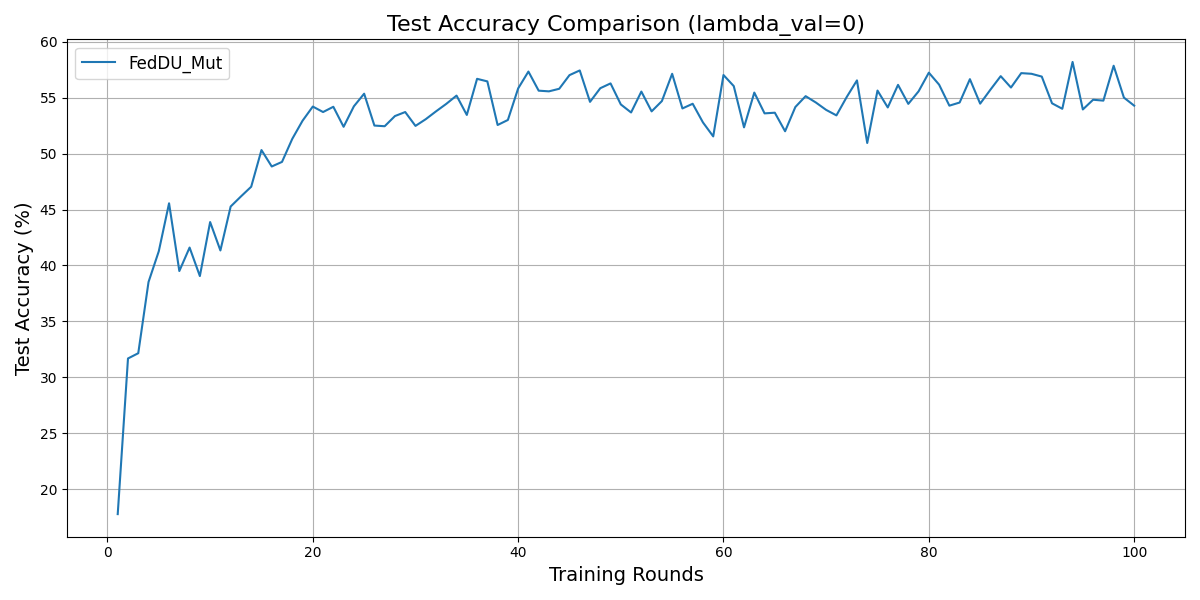 Test Accuracy Comparison (lambda_val=0)
FedDU_Mut
60
55
50
45
40
35
30
25
20
Test Accuracy (%)
0 20 40 60 80 100
Training Rounds